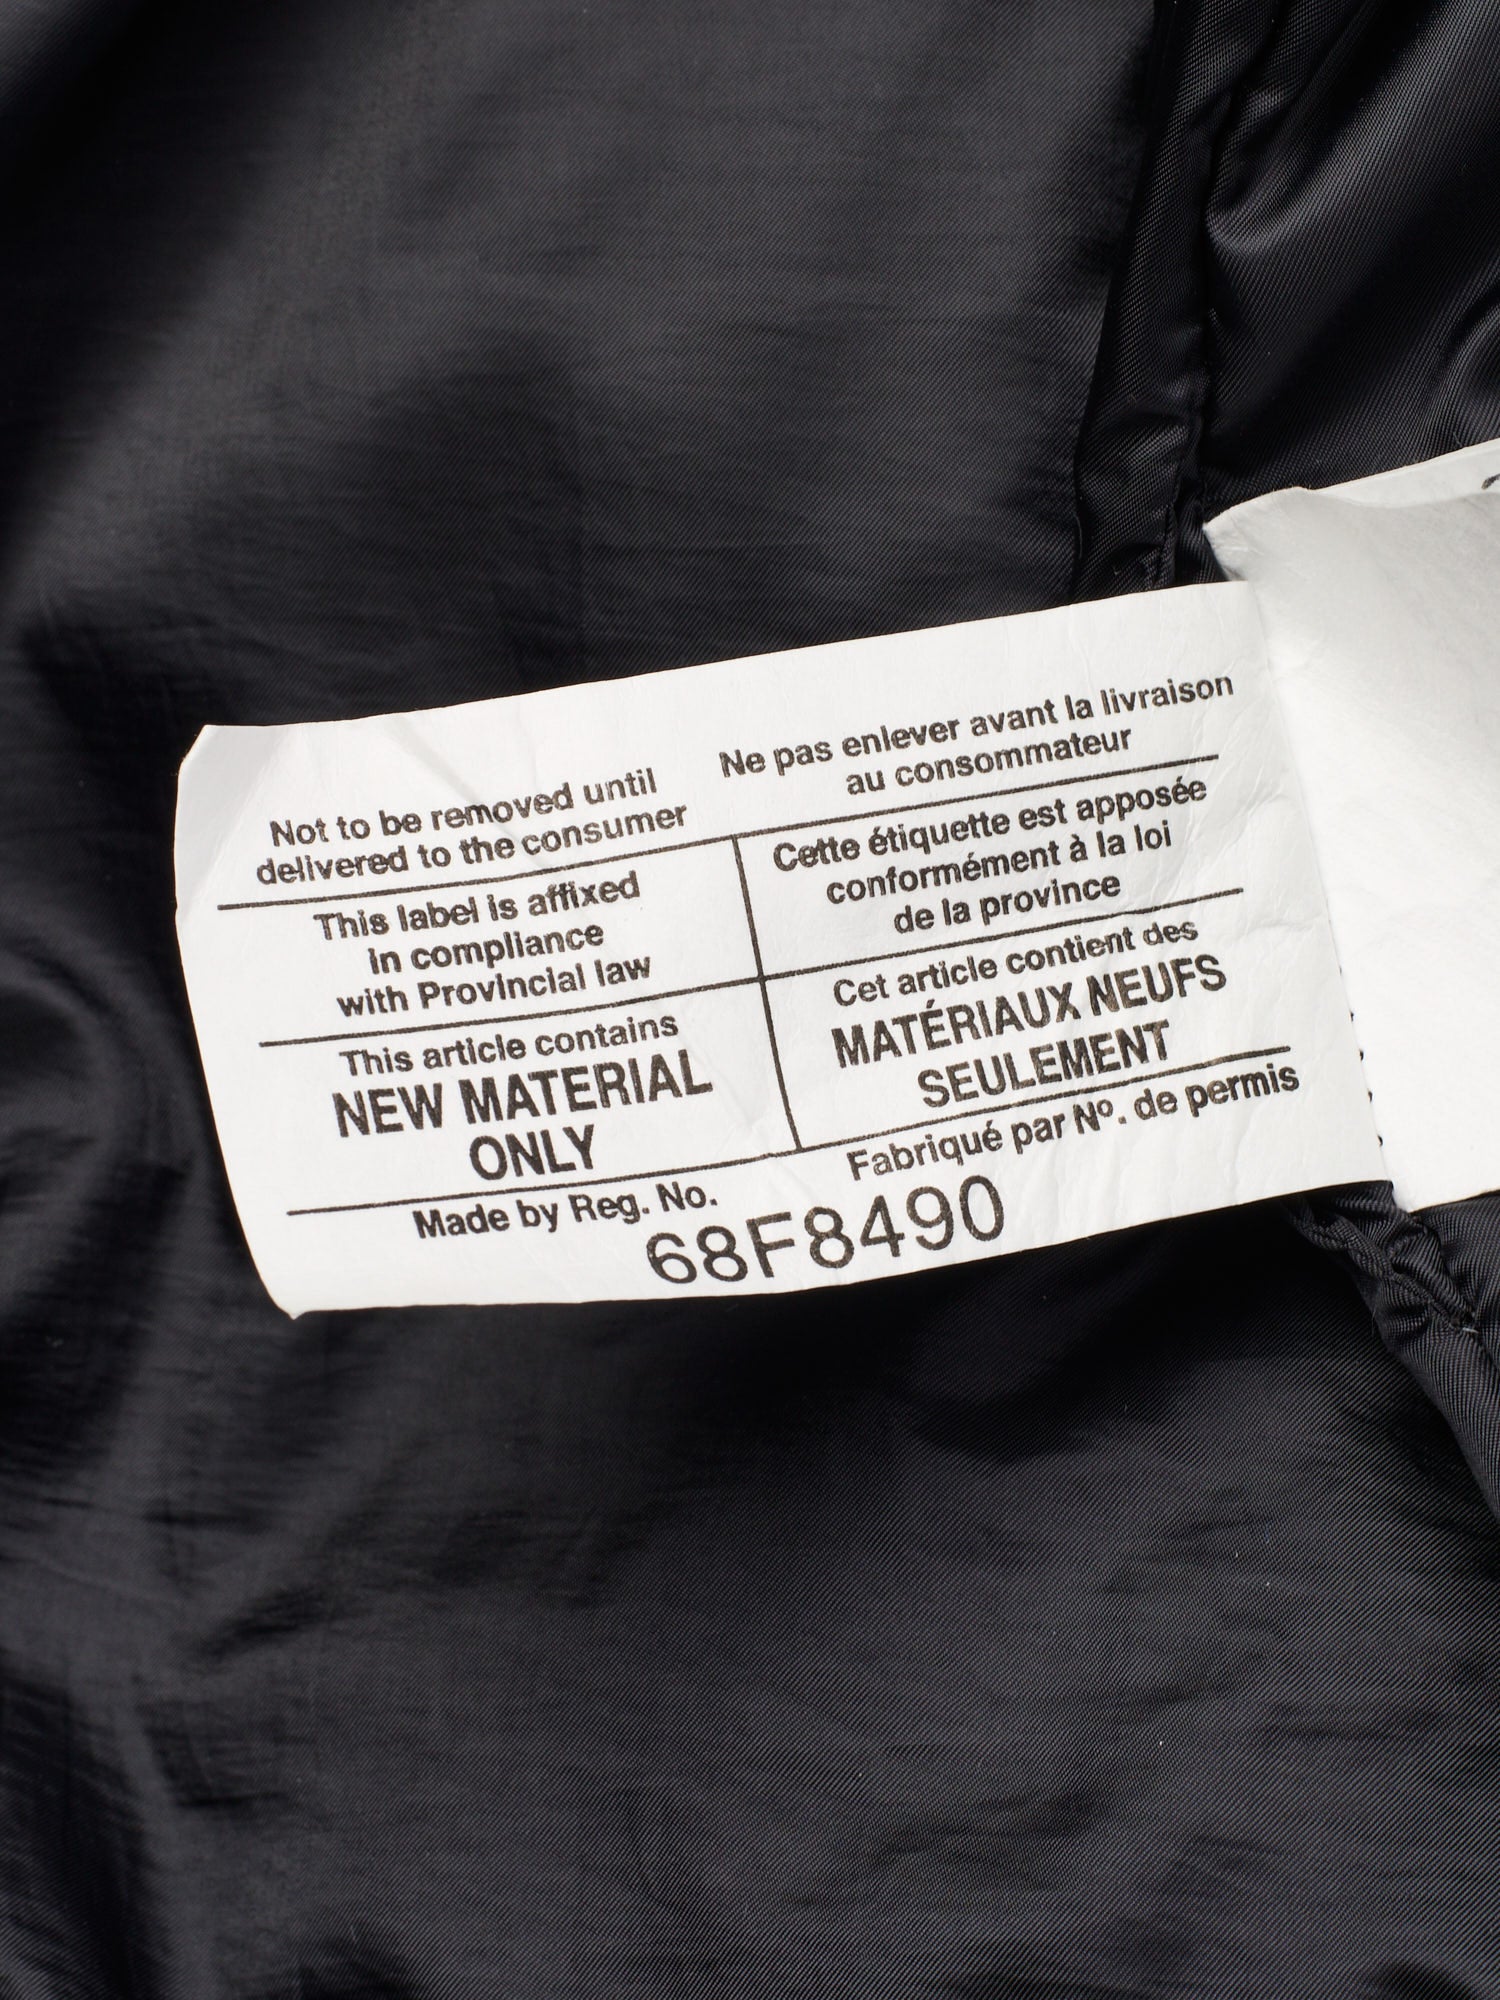 Not to be removed until
delivered to the consumer
Ne pas enlever avant la livraison
au consommateur
This label is affixed
in compliance
with Provincial law
Cette étiquette est apposée
conformément à la loi
de la province
This article contains
NEW MATERIAL
ONLY
Cet article contient des
MATÉRIAUX NEUFS
SEULEMENT
Made by Reg. No.
Fabriqué par Nº. de permis
68F8490